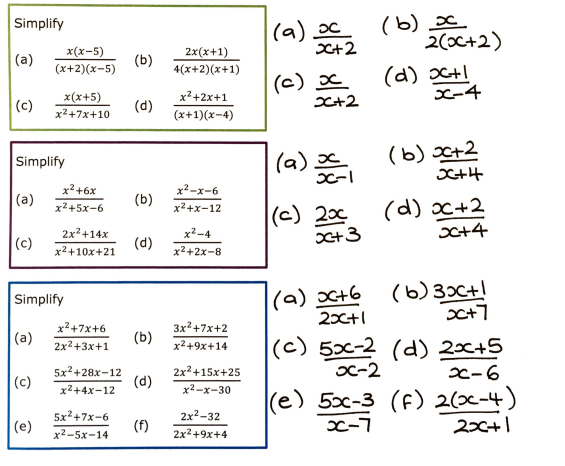 Simplify
(a) x(x−5)/(x+2)(x−5) (b) 2x(x+1)/4(x+2)(x+1)
(c) x(x+5)/x²+7x+10 (d) x²+2x+1/(x+1)(x−4)
(a) x/x+2 (b) x/2(x+2)
(c) x/x+2 (d) x+1/x−4
Simplify
(a) x²+6x/x²+5x−6 (b) x²−x−6/x²+x−12
(c) 2x²+14x/x²+10x+21 (d) x²−4/x²+2x−8
(a) x/x−1 (b) x+2/x+4
(c) 2x/x+3 (d) x+2/x+4
Simplify
(a) x²+7x+6/2x²+3x+1 (b) 3x²+7x+2/x²+9x+14
(c) 5x²+28x−12/x²+4x−12 (d) 2x²+15x+25/x²−x−30
(e) 5x²+7x−6/x²−5x−14 (f) 2x²−32/2x²+9x+4
(a) x+6/2x+1 (b) 3x+1/x+7
(c) 5x−2/x−2 (d) 2x+5/x−6
(e) 5x−3/x−7 (f) 2(x−4)/2x+1